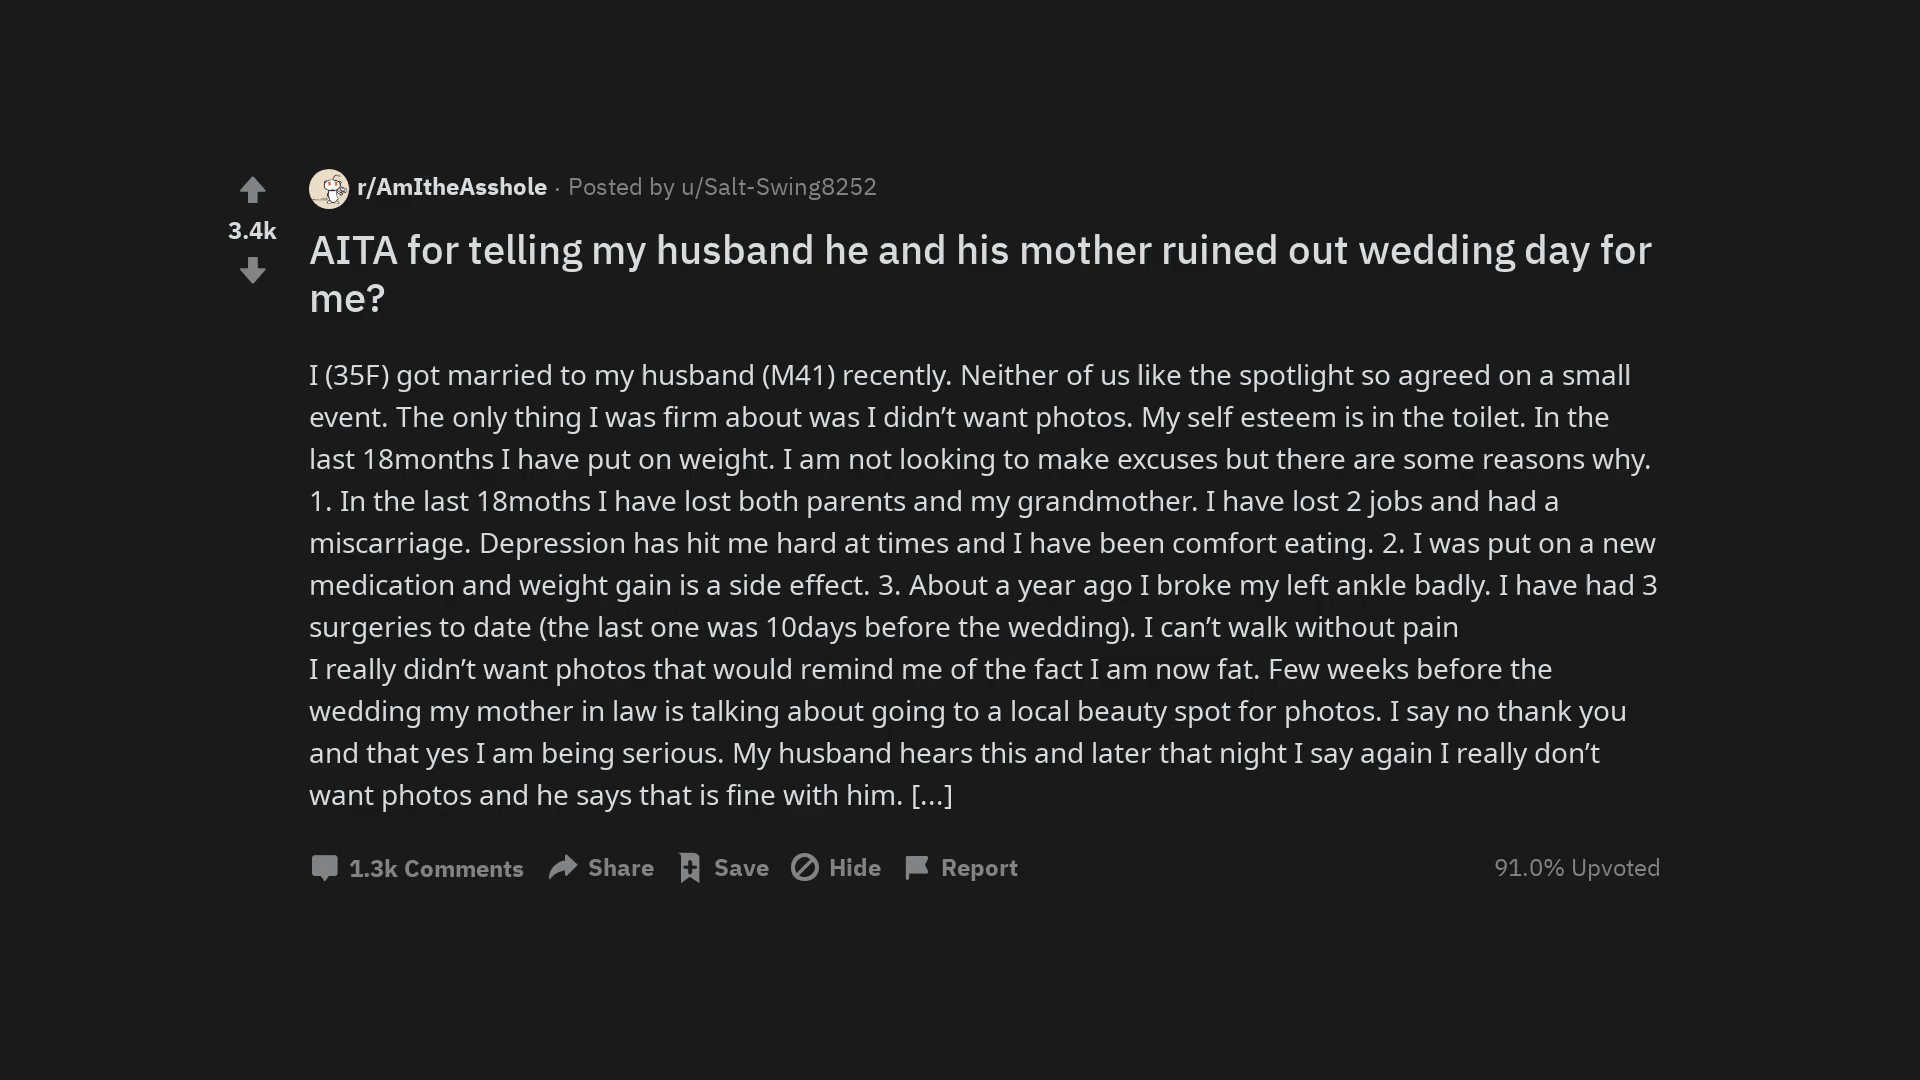 r/AmItheAsshole · Posted by u/Salt-Swing8252
3.4k
AITA for telling my husband he and his mother ruined out wedding day for
me?
I (35F) got married to my husband (M41) recently. Neither of us like the spotlight so agreed on a small
event. The only thing I was firm about was I didn’t want photos. My self esteem is in the toilet. In the
last 18months I have put on weight. I am not looking to make excuses but there are some reasons why.
1. In the last 18moths I have lost both parents and my grandmother. I have lost 2 jobs and had a
miscarriage. Depression has hit me hard at times and I have been comfort eating. 2. I was put on a new
medication and weight gain is a side effect. 3. About a year ago I broke my left ankle badly. I have had 3
surgeries to date (the last one was 10days before the wedding). I can’t walk without pain
I really didn’t want photos that would remind me of the fact I am now fat. Few weeks before the
wedding my mother in law is talking about going to a local beauty spot for photos. I say no thank you
and that yes I am being serious. My husband hears this and later that night I say again I really don’t
want photos and he says that is fine with him. [...]
1.3k Comments Share Save Hide Report 91.0% Upvoted